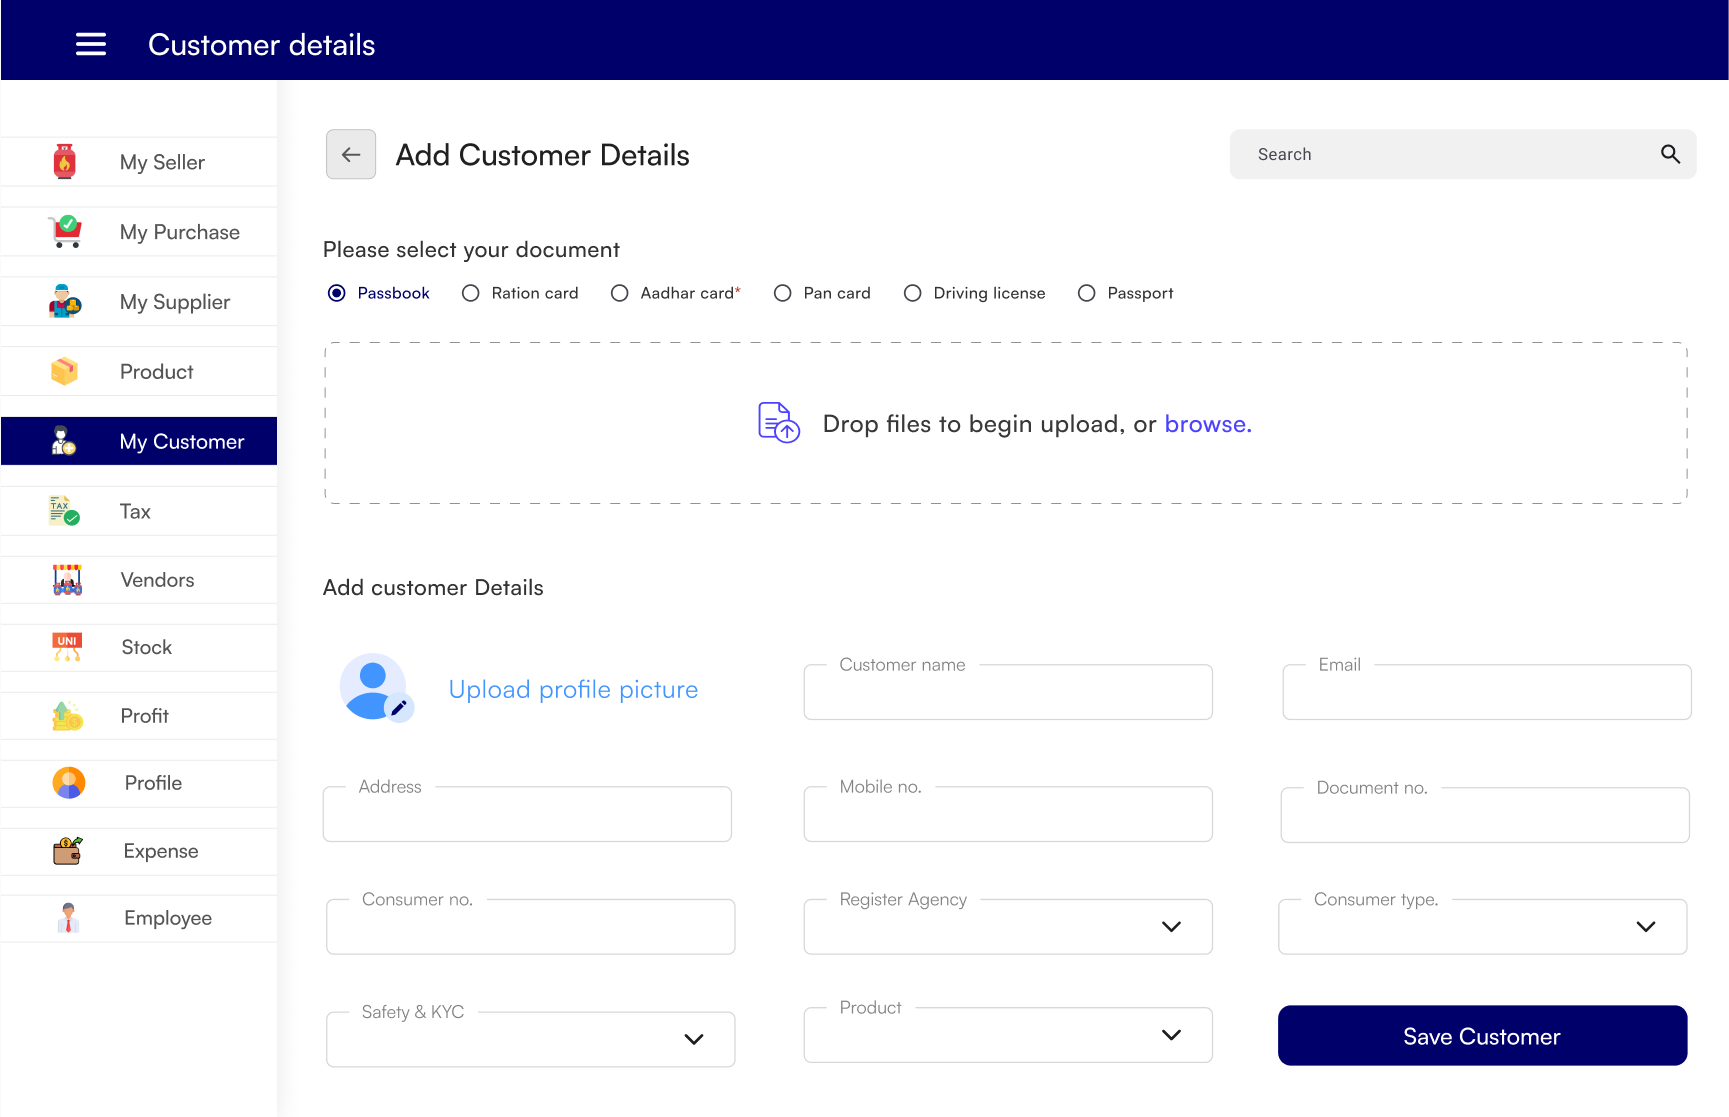 Customer details
My Seller
My Purchase
My Supplier
Product
My Customer
TAX
Tax
Vendors
UNI
Stock
Profit
Profile
Expense
Employee
Add Customer Details
Search
Please select your document
Passbook Ration card Aadhar card* Pan card Driving license Passport
Drop files to begin upload, or browse.
Add customer Details
Upload profile picture
Customer name
Email
Address
Mobile no.
Document no.
Consumer no.
Register Agency
Consumer type.
Safety & KYC
Product
Save Customer